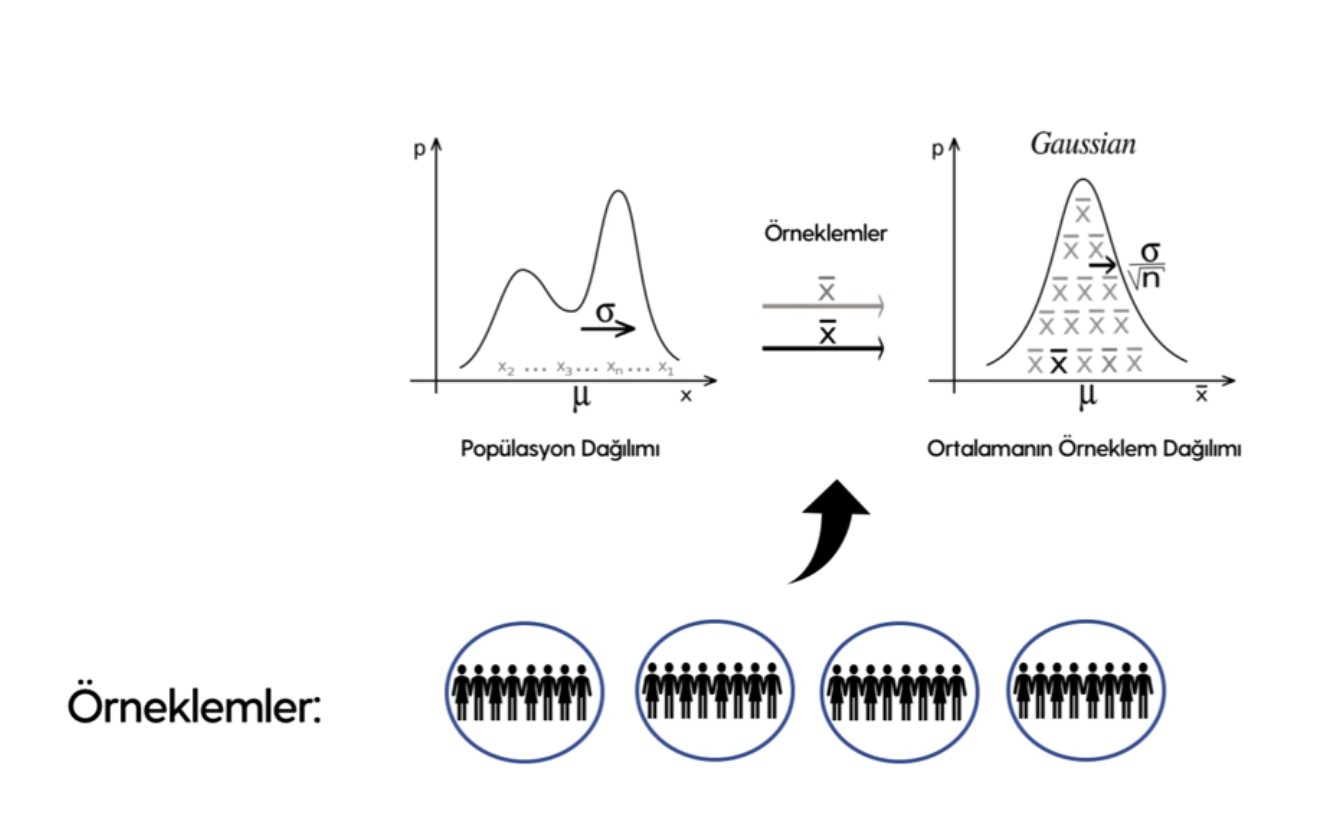 p
σ
x₂ ... x₃... xₙ... x₁
μ
x
Popülasyon Dağılımı
Örneklemler
x̄
x̄
Gaussian
p
x̄
x̄ x̄
σ/√n
x̄ x̄ x̄
x̄ x̄ x̄ x̄
x̄ x̄ x̄ x̄ x̄
μ
x̄
Ortalamanın Örneklem Dağılımı
Örneklemler: